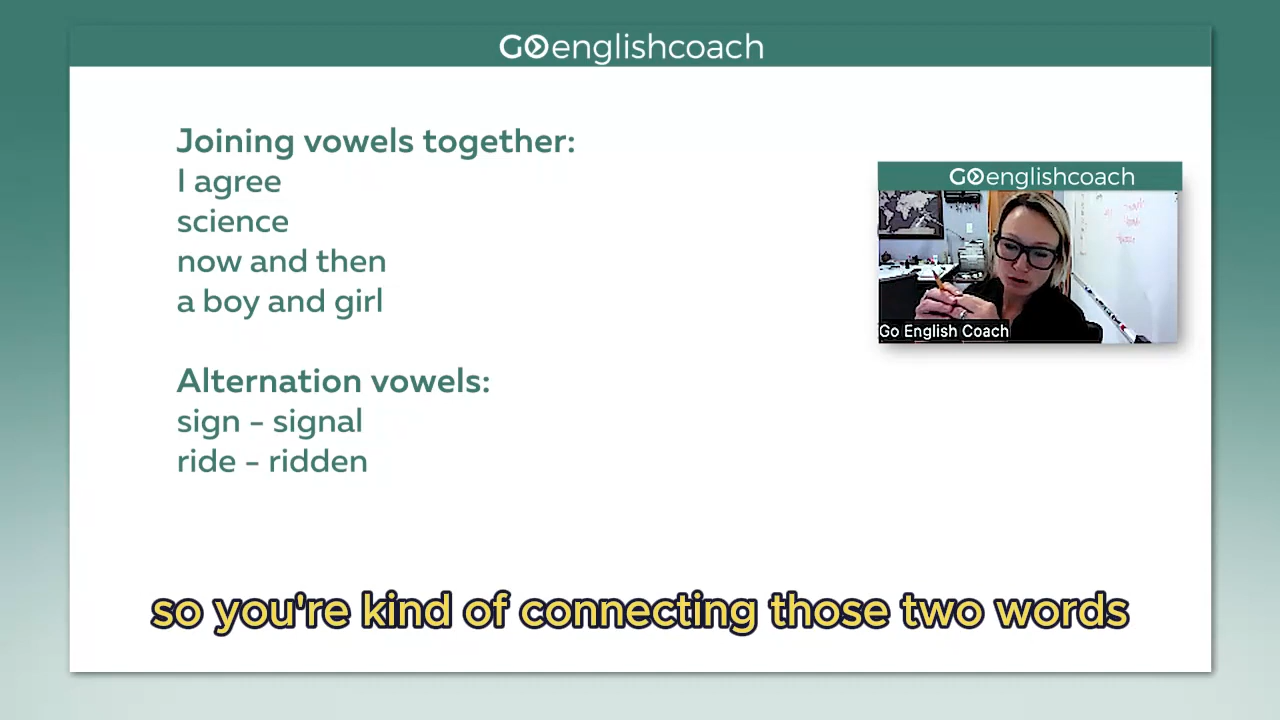 GO englishcoach
Joining vowels together:
I agree
science
now and then
a boy and girl
Alternation vowels:
sign - signal
ride - ridden
GO englishcoach
Go English Coach
so you're kind of connecting those two words